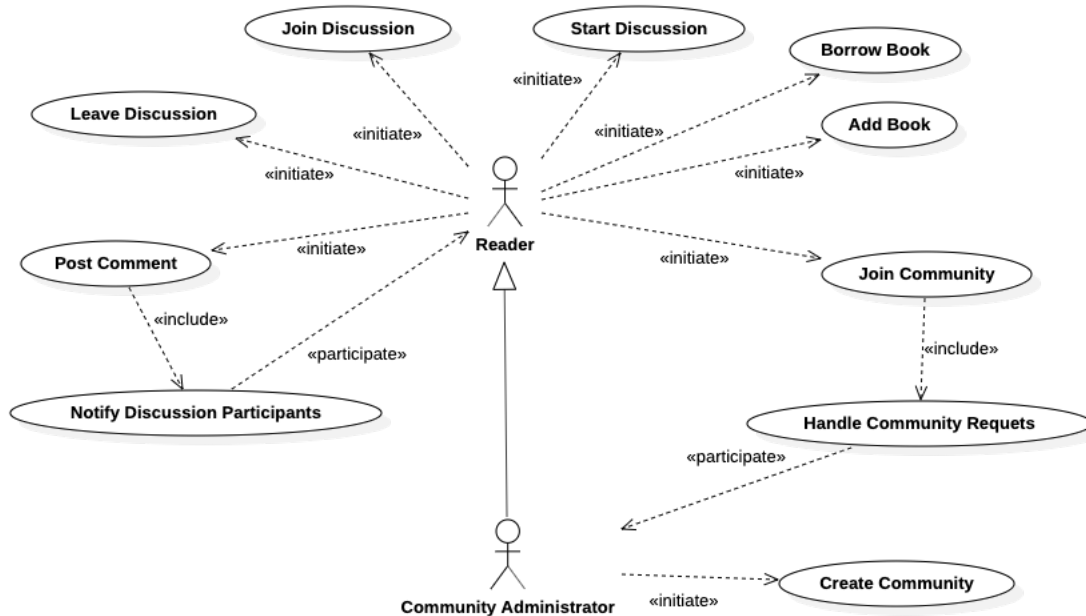 Join Discussion
Start Discussion
Borrow Book
«initiate»
Leave Discussion
«initiate»
«initiate»
Add Book
«initiate»
«initiate»
Reader
Post Comment
«initiate»
«initiate»
Join Community
«include»
«participate»
«include»
Notify Discussion Participants
Handle Community Requets
«participate»
Create Community
«initiate»
Community Administrator